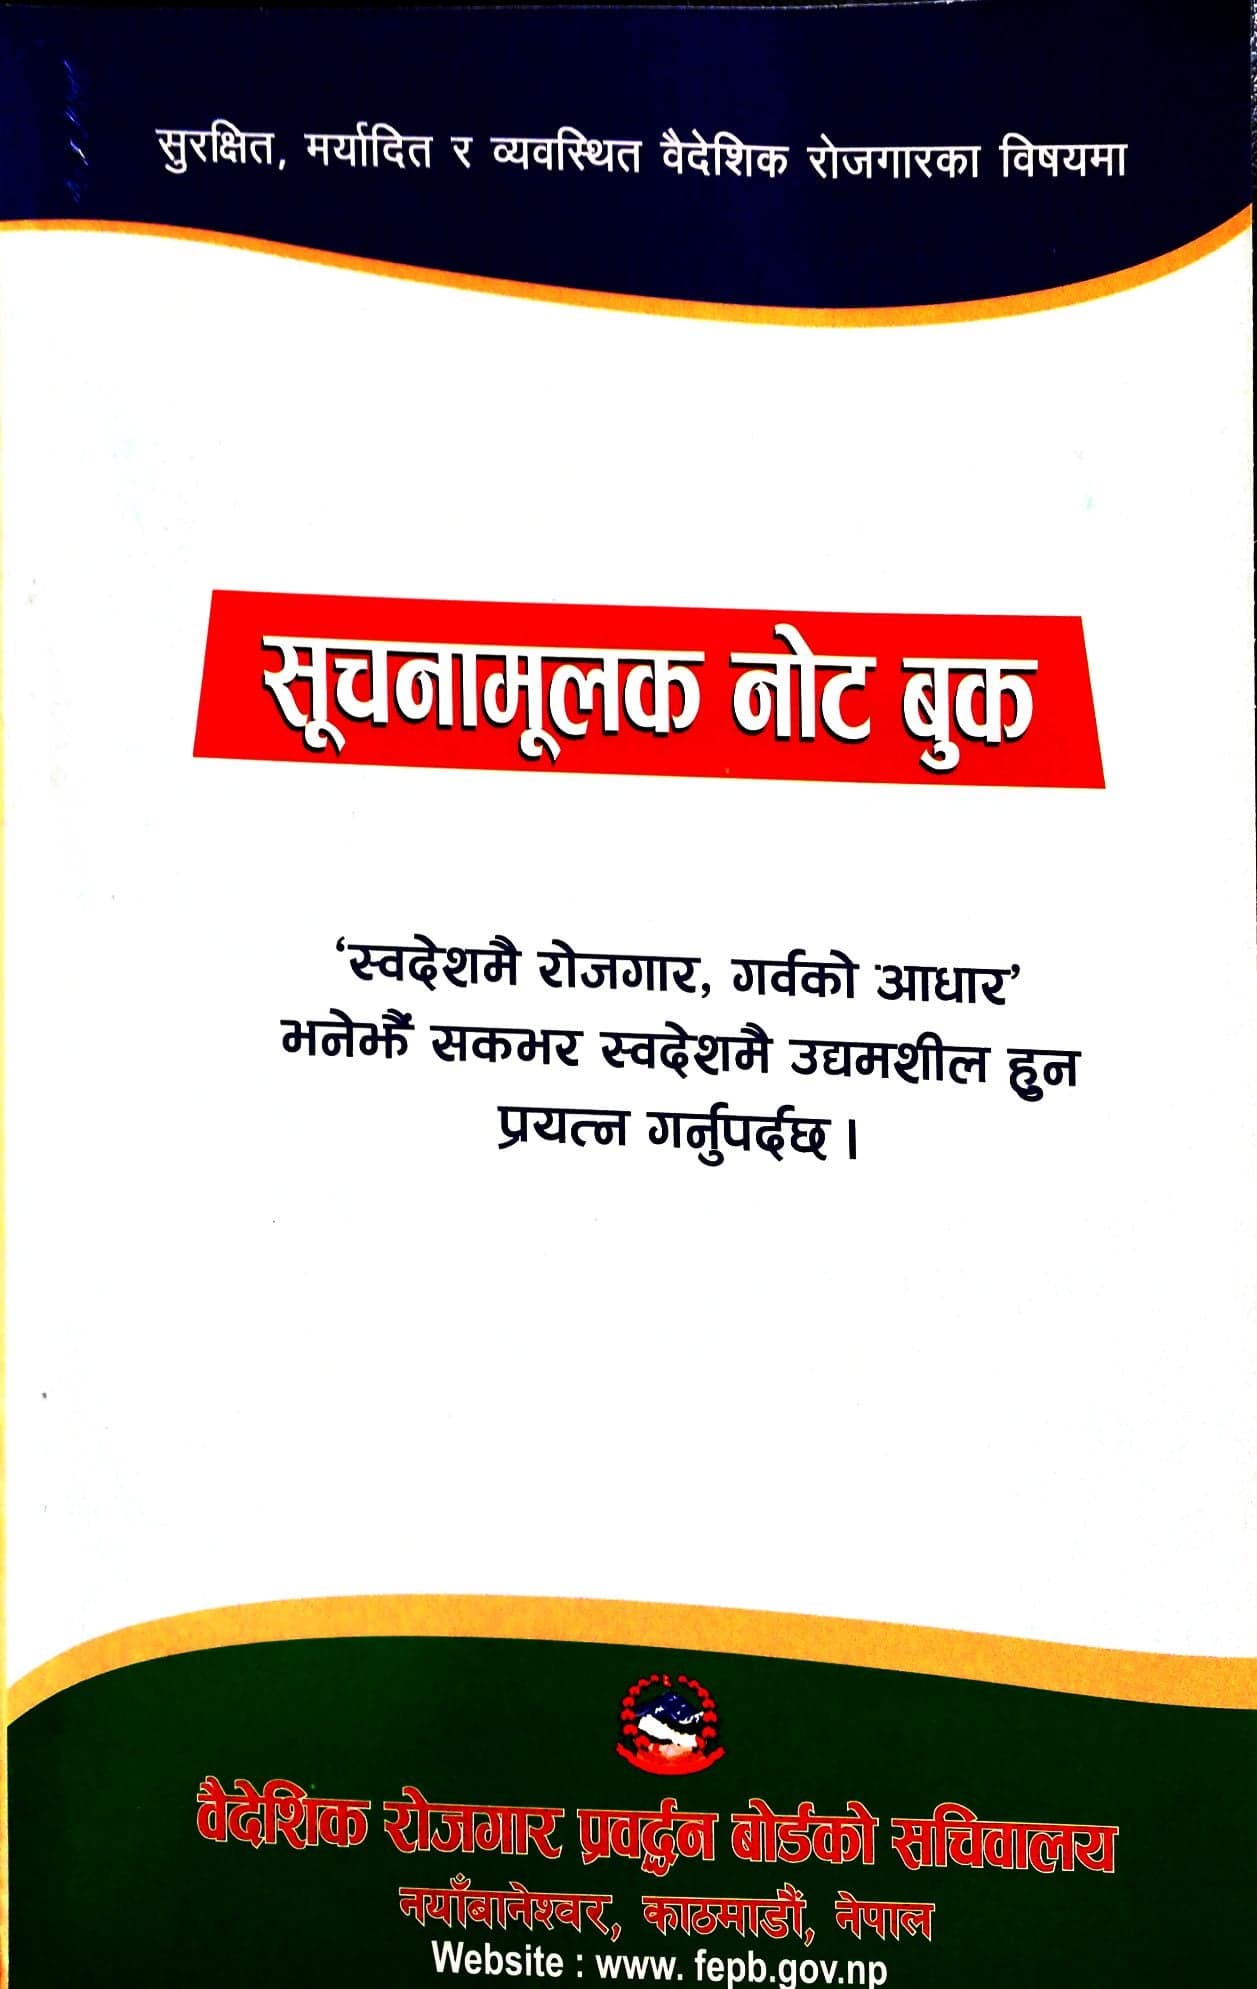 सुरक्षित, मर्यादित र व्यवस्थित वैदेशिक रोजगारका विषयमा
सूचनामूलक नोट बुक
‘स्वदेशमै रोजगार, गर्वको आधार’
भनेझैं सकभर स्वदेशमै उद्यमशील हुन
प्रयत्न गर्नुपर्दछ ।
वैदेशिक रोजगार प्रवर्द्धन बोर्डको सचिवालय
नयाँबानेश्वर, काठमाडौं, नेपाल
Website : www. fepb.gov.np